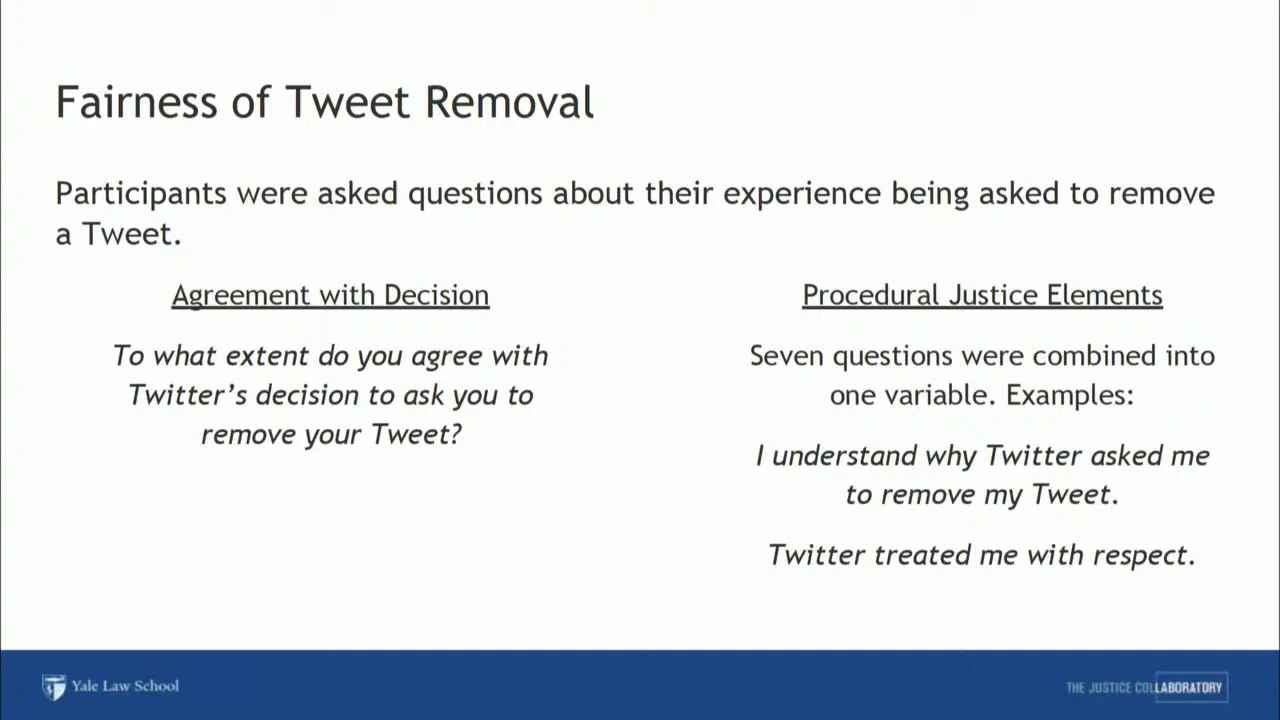 Fairness of Tweet Removal
Participants were asked questions about their experience being asked to remove
a Tweet.
Agreement with Decision
To what extent do you agree with
Twitter’s decision to ask you to
remove your Tweet?
Procedural Justice Elements
Seven questions were combined into
one variable. Examples:
I understand why Twitter asked me
to remove my Tweet.
Twitter treated me with respect.
Yale Law School
THE JUSTICE COLLABORATORY